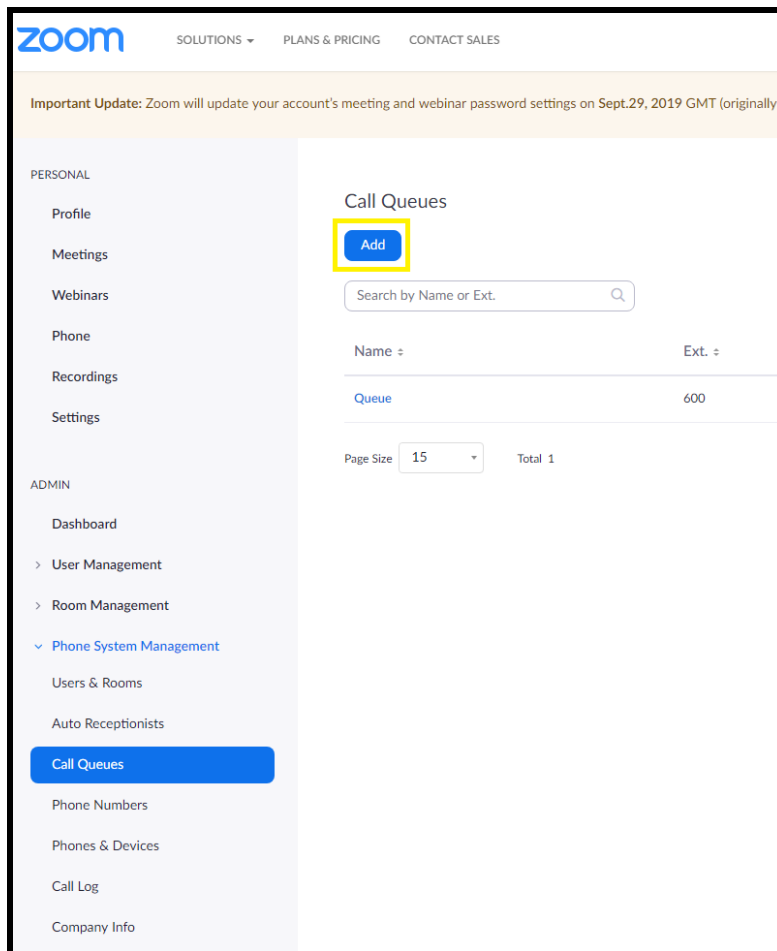 zoom
SOLUTIONS PLANS & PRICING CONTACT SALES
Important Update: Zoom will update your account's meeting and webinar password settings on Sept.29, 2019 GMT (originally
PERSONAL
Profile
Meetings
Webinars
Phone
Recordings
Settings
ADMIN
Dashboard
User Management
Room Management
Phone System Management
Users & Rooms
Auto Receptionists
Call Queues
Phone Numbers
Phones & Devices
Call Log
Company Info
Call Queues
Add
Search by Name or Ext.
Name Ext.
Queue 600
Page Size 15 Total 1